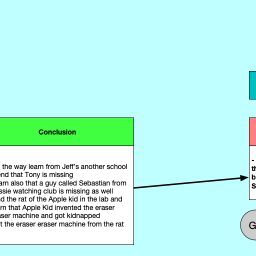 Conclusion
the way learn from Jeff's another school
end that Tony is missing
arn also that a guy called Sebastian from
ssie watching club is missing as well
d the rat of the Apple kid in the lab and
rn that Apple Kid invented the eraser
aser machine and got kidnapped
t the eraser eraser machine from the rat
-
th
b
S
G